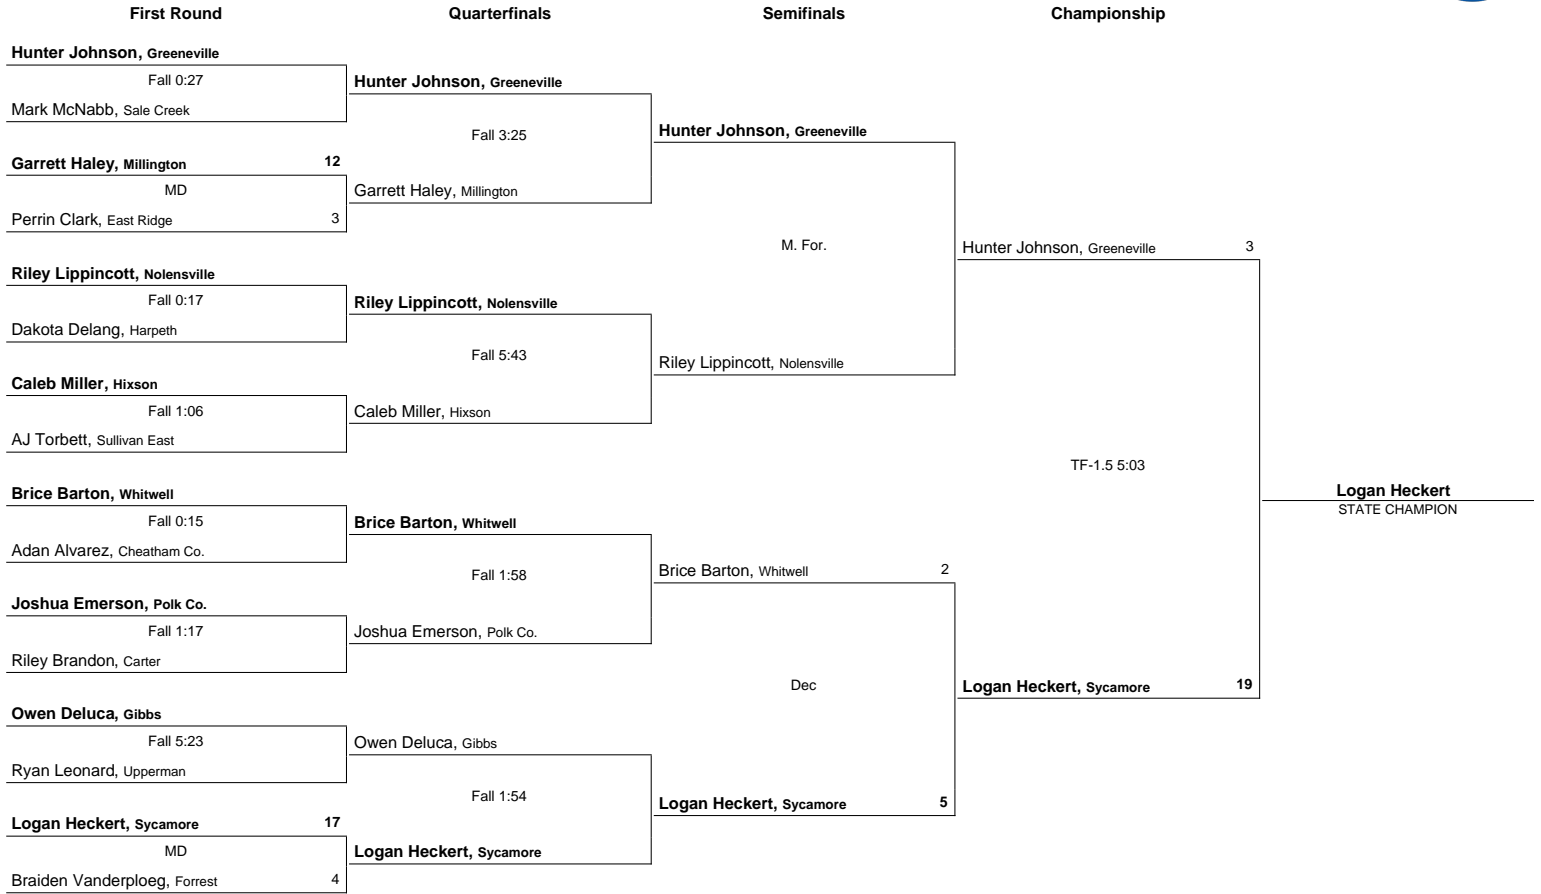 First Round
Quarterfinals
Semifinals
Championship
Hunter Johnson, Greeneville
Fall 0:27
Mark McNabb, Sale Creek
Garrett Haley, Millington 12
MD
Perrin Clark, East Ridge 3
Riley Lippincott, Nolensville
Fall 0:17
Dakota Delang, Harpeth
Caleb Miller, Hixson
Fall 1:06
AJ Torbett, Sullivan East
Brice Barton, Whitwell
Fall 0:15
Adan Alvarez, Cheatham Co.
Joshua Emerson, Polk Co.
Fall 1:17
Riley Brandon, Carter
Owen Deluca, Gibbs
Fall 5:23
Ryan Leonard, Upperman
Logan Heckert, Sycamore 17
MD
Braiden Vanderploeg, Forrest 4
Hunter Johnson, Greeneville
Fall 3:25
Garrett Haley, Millington
Riley Lippincott, Nolensville
Fall 5:43
Caleb Miller, Hixson
Brice Barton, Whitwell
Fall 1:58
Joshua Emerson, Polk Co.
Owen Deluca, Gibbs
Fall 1:54
Logan Heckert, Sycamore
Hunter Johnson, Greeneville
M. For.
Riley Lippincott, Nolensville
Brice Barton, Whitwell 2
Dec
Logan Heckert, Sycamore 5
Hunter Johnson, Greeneville 3
TF-1.5 5:03
Logan Heckert, Sycamore 19
Logan Heckert
STATE CHAMPION